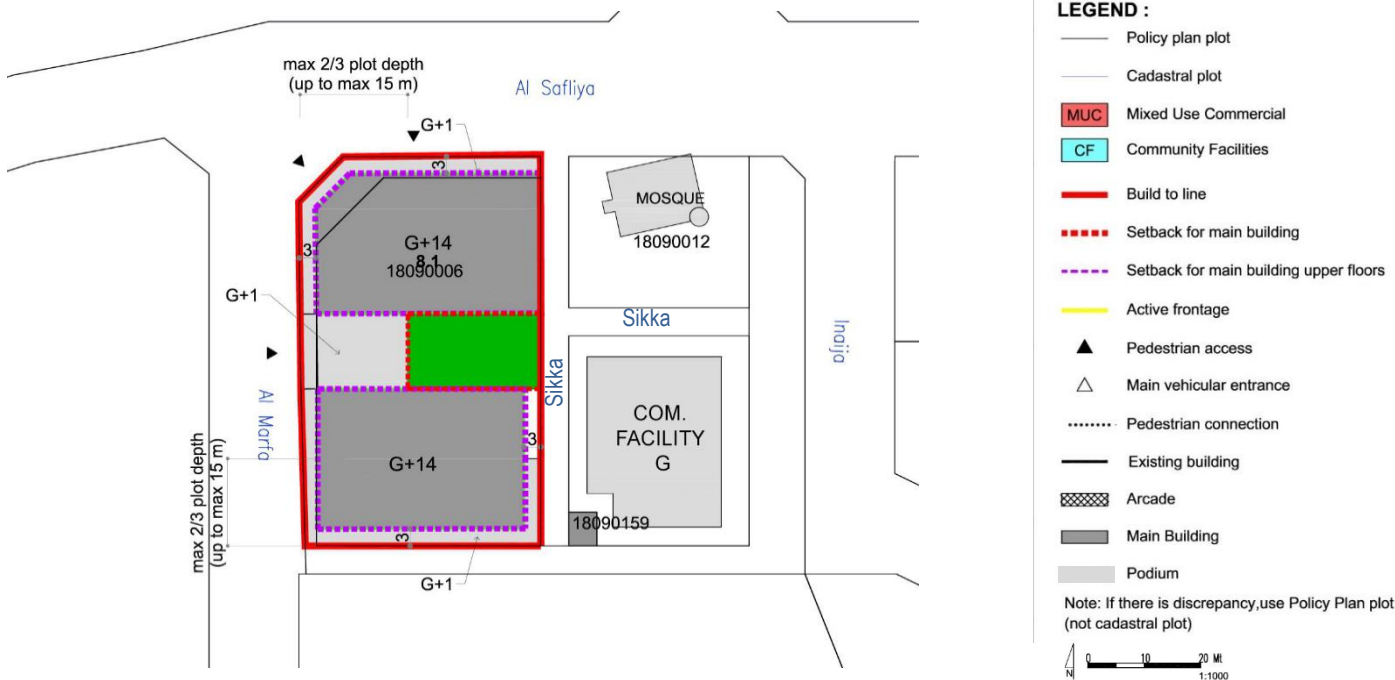 max 2/3 plot depth
(up to max 15 m)
Al Safliya
G+1
3
MOSQUE
18090012
3
G+14
8.1
18090006
G+1
Sikka
Sikka
Inaija
Al Marfa
COM.
FACILITY
G
3
G+14
max 2/3 plot depth
(up to max 15 m)
18090159
3
G+1
LEGEND :
Policy plan plot
Cadastral plot
MUC Mixed Use Commercial
CF Community Facilities
Build to line
Setback for main building
Setback for main building upper floors
Active frontage
Pedestrian access
Main vehicular entrance
Pedestrian connection
Existing building
Arcade
Main Building
Podium
Note: If there is discrepancy,use Policy Plan plot
(not cadastral plot)
N 0 10 20 Mt
1:1000